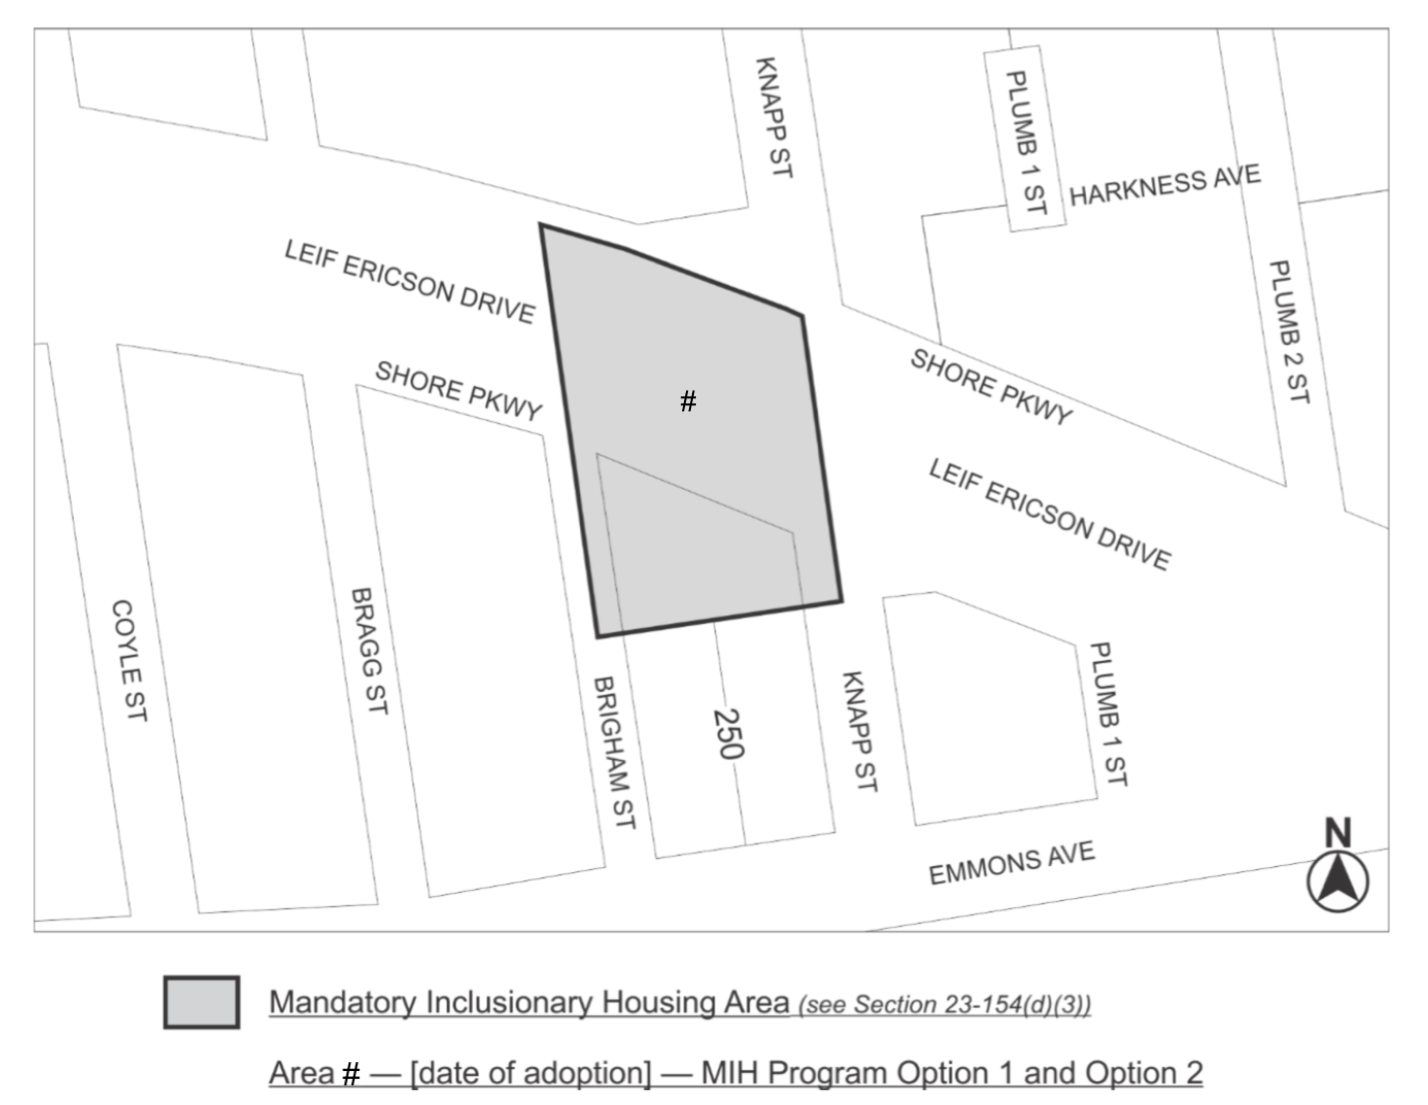 KNAPP ST
PLUMB 1 ST
HARKNESS AVE
LEIF ERICSON DRIVE
PLUMB 2 ST
SHORE PKWY
SHORE PKWY
#
LEIF ERICSON DRIVE
COYLE ST
BRAGG ST
BRIGHAM ST
250
KNAPP ST
PLUMB 1 ST
EMMONS AVE
N
Mandatory Inclusionary Housing Area (see Section 23-154(d)(3))
Area # — [date of adoption] — MIH Program Option 1 and Option 2